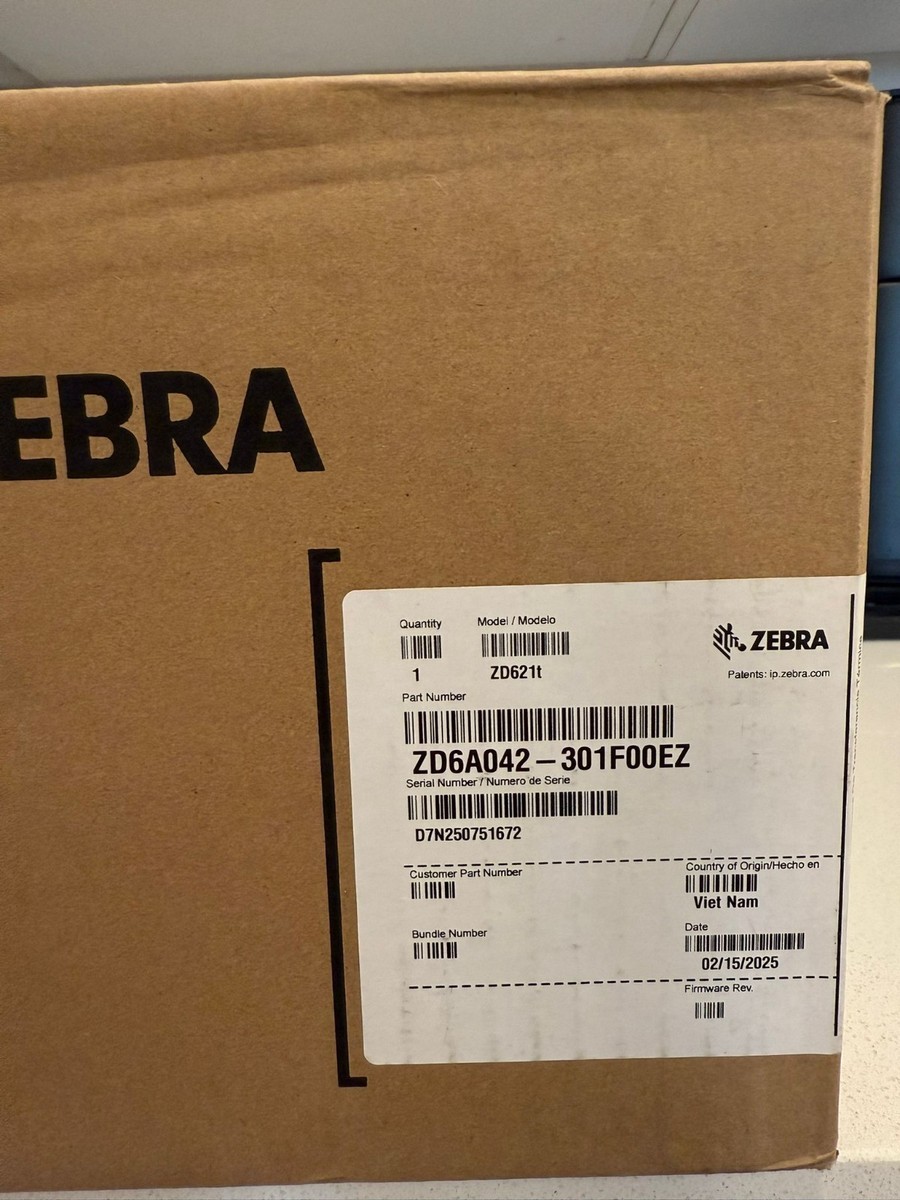 EBRA
Quantity
Model / Modelo
1
ZD621t
ZEBRA
Patents: ip.zebra.com
Part Number
ZD6A042-301F00EZ
Serial Number / Numero de Serie
D7N250751672
Customer Part Number
Country of Origin/Hecho en
Viet Nam
Bundle Number
Date
02/15/2025
Firmware Rev.